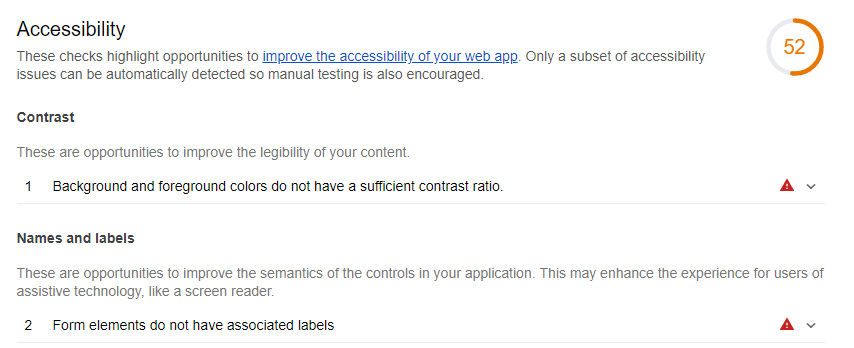 Accessibility
52
These checks highlight opportunities to improve the accessibility of your web app. Only a subset of accessibility
issues can be automatically detected so manual testing is also encouraged.
Contrast
These are opportunities to improve the legibility of your content.
1 Background and foreground colors do not have a sufficient contrast ratio.
Names and labels
These are opportunities to improve the semantics of the controls in your application. This may enhance the experience for users of
assistive technology, like a screen reader.
2 Form elements do not have associated labels